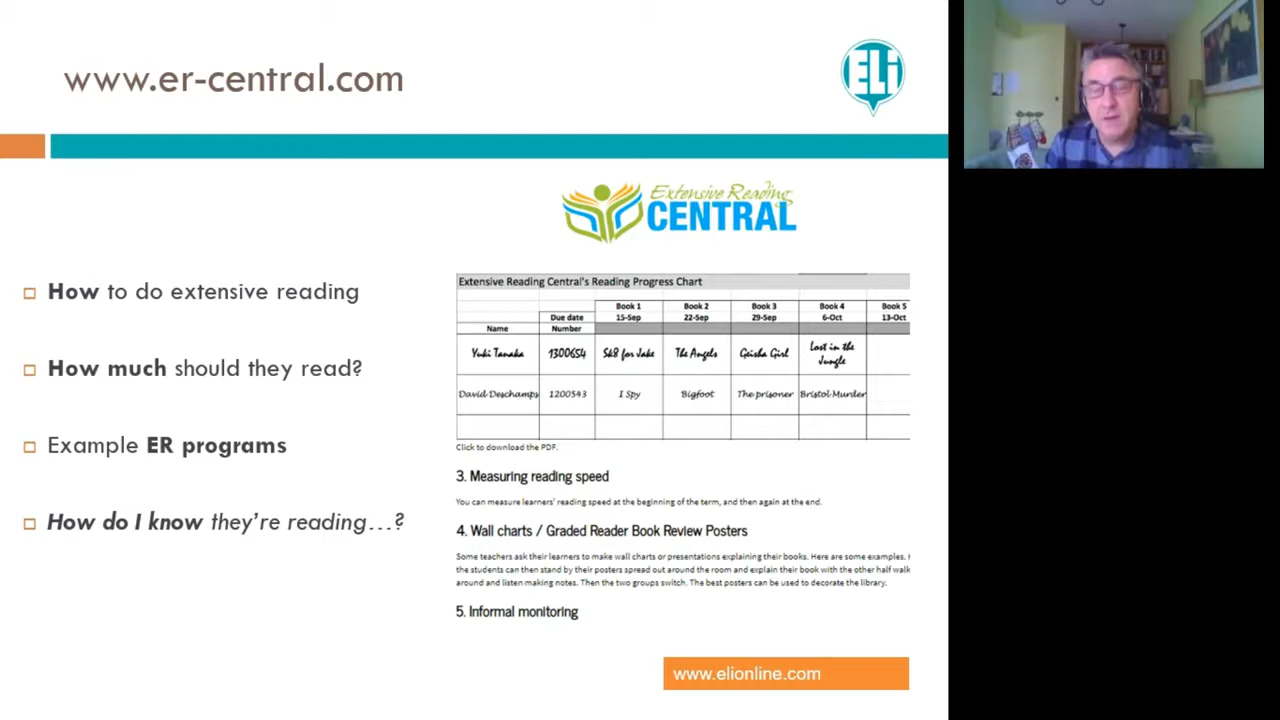 www.er-central.com
ELi
Extensive Reading
CENTRAL
How to do extensive reading
How much should they read?
Example ER programs
How do I know they're reading...?
Extensive Reading Central's Reading Progress Chart
Book 1 Book 2 Book 3 Book 4 Book 5
Due date 15-Sep 22-Sep 29-Sep 6-Oct 13-Oct
Name Number
Yuki Tanaka 1300654 Sk8 for Jake The Angels Geisha Girl Lost in the Jungle
David Deschamps 1200543 I Spy Bigfoot The prisoner Bristol Murder
Click to download the PDF.
3. Measuring reading speed
You can measure learners' reading speed at the beginning of the term, and then again at the end.
4. Wall charts / Graded Reader Book Review Posters
Some teachers ask their learners to make wall charts or presentations explaining their books. Here are some examples.
the students can then stand by their posters spread out around the room and explain their book with the other half walk
around and listen making notes. Then the two groups switch. The best posters can be used to decorate the library.
5. Informal monitoring
www.elionline.com